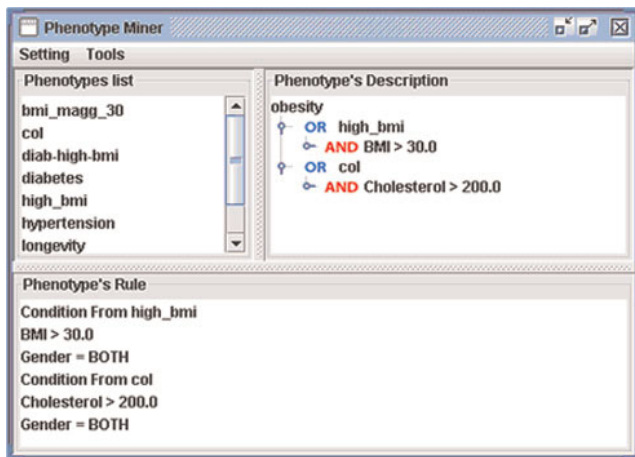 Phenotype Miner
Setting Tools
Phenotypes list
bmi_magg_30
col
diab-high-bmi
diabetes
high_bmi
hypertension
longevity
Phenotype's Description
obesity
OR high_bmi
AND BMI > 30.0
OR col
AND Cholesterol > 200.0
Phenotype's Rule
Condition From high_bmi
BMI > 30.0
Gender = BOTH
Condition From col
Cholesterol > 200.0
Gender = BOTH